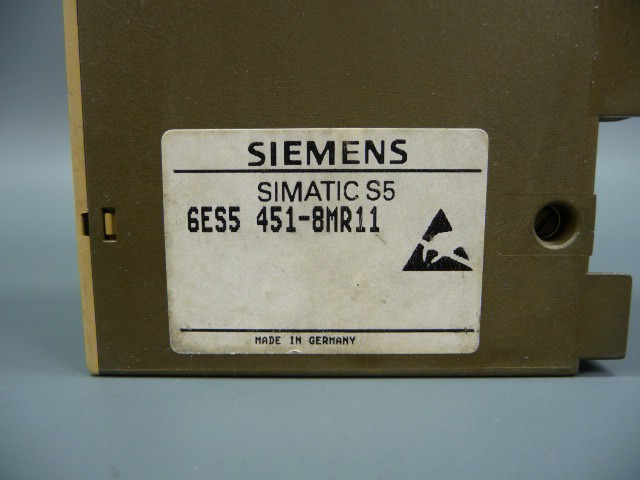 SIEMENS
SIMATIC S5
6ES5 451-8MR11
MADE IN GERMANY